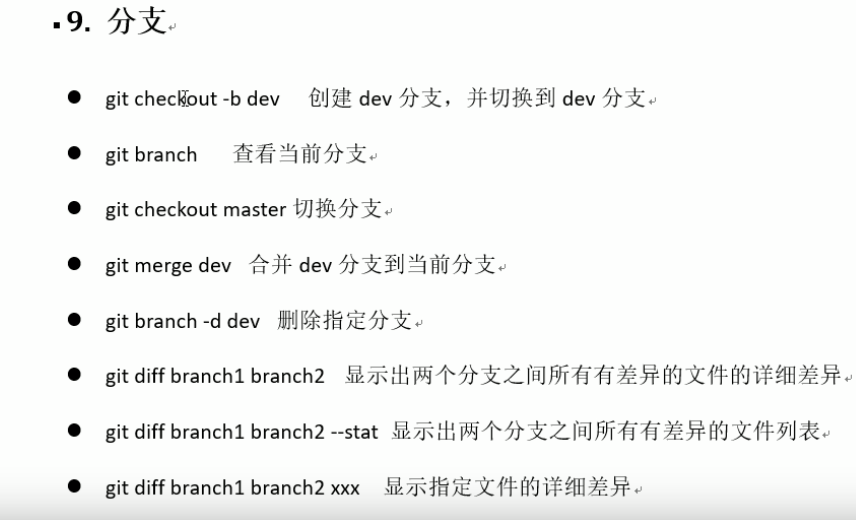 9. 分支
git checkout -b dev 创建 dev 分支，并切换到 dev 分支
git branch 查看当前分支
git checkout master 切换分支
git merge dev 合并 dev 分支到当前分支
git branch -d dev 删除指定分支
git diff branch1 branch2 显示出两个分支之间所有有差异的文件的详细差异
git diff branch1 branch2 --stat 显示出两个分支之间所有有差异的文件列表
git diff branch1 branch2 xxx 显示指定文件的详细差异